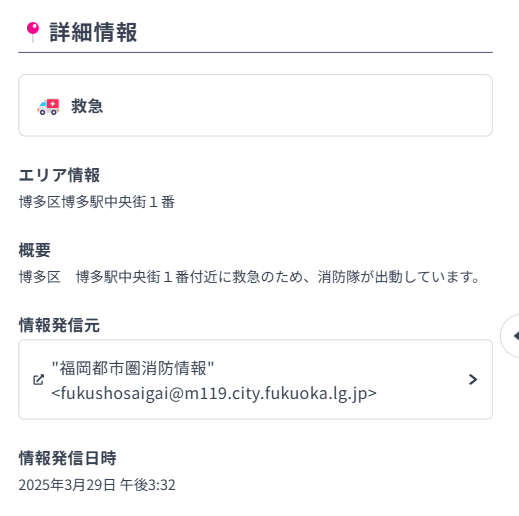 詳細情報
救急
エリア情報
博多区博多駅中央街１番
概要
博多区　博多駅中央街１番付近に救急のため、消防隊が出動しています。
情報発信元
"福岡都市圏消防情報"
<fukushosaigai@m119.city.fukuoka.lg.jp>
情報発信日時
2025年3月29日 午後3:32